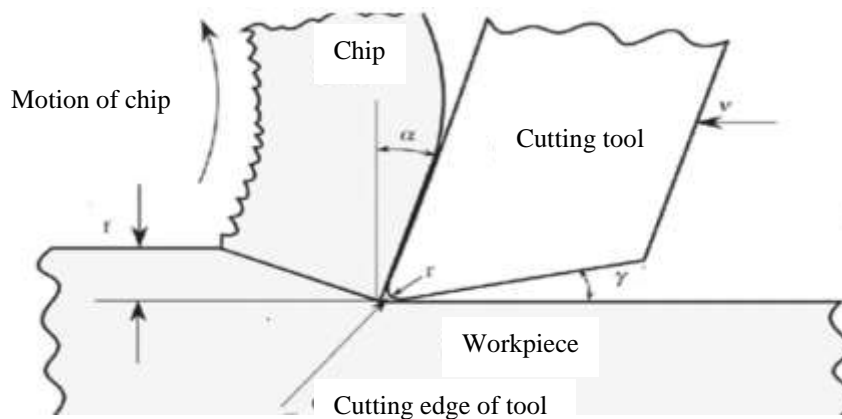 Chip
Motion of chip
α
Cutting tool
v
t
r
γ
Workpiece
Cutting edge of tool